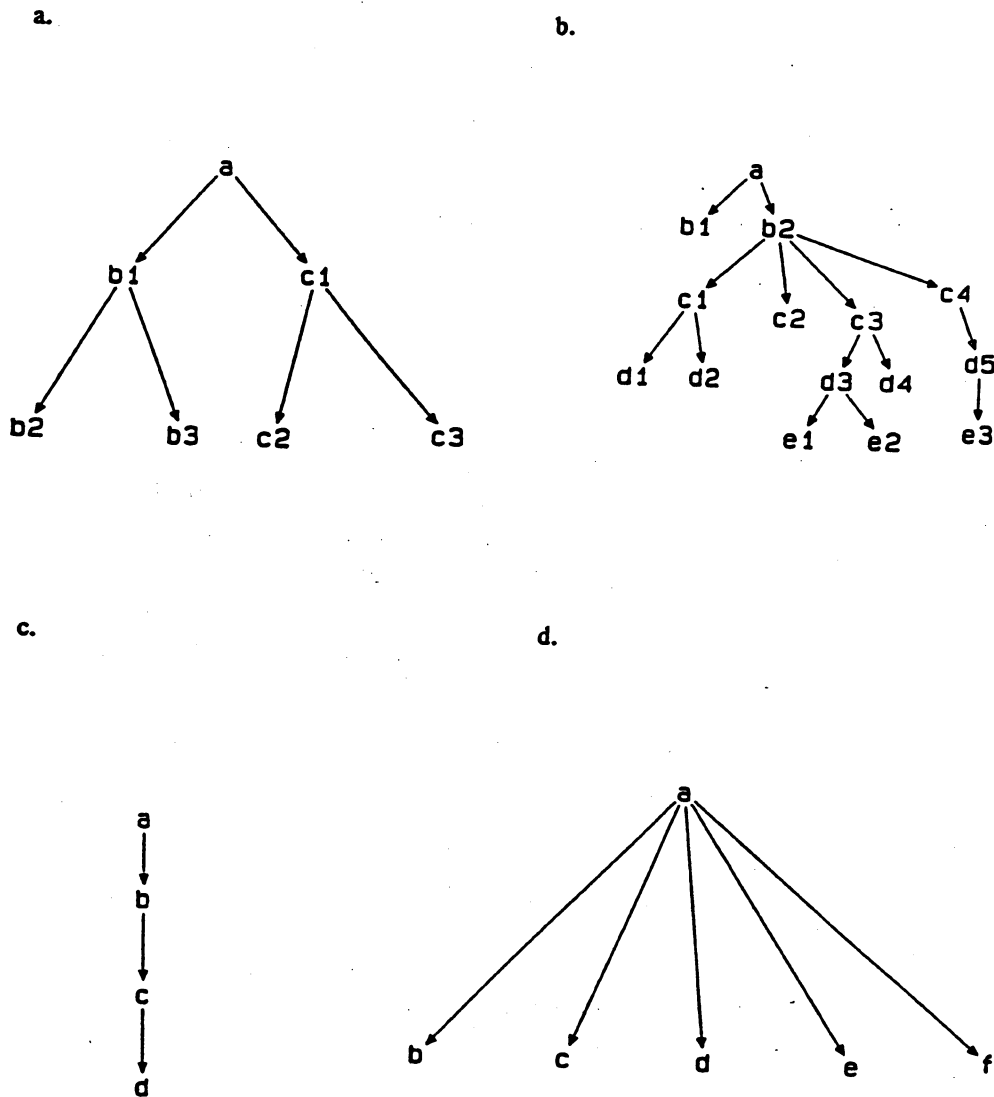 a.
a
b1 c1
b2 b3 c2 c3
b.
a
b1 b2
c1 c2 c3 c4
d1 d2 d3 d4 d5
e1 e2 e3
c.
a
b
c
d
d.
a
b c d e f